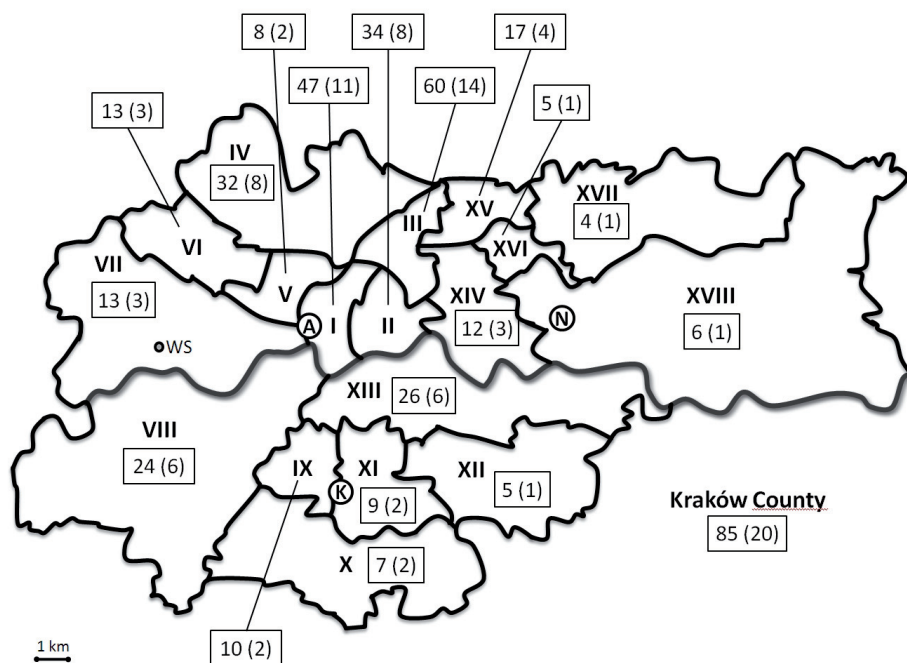 8 (2)
34 (8)
17 (4)
47 (11)
60 (14)
5 (1)
13 (3)
IV
32 (8)
III
XV
XVII
4 (1)
VI
XVI
VII
13 (3)
V
XIV
12 (3)
XVIII
6 (1)
A
I
II
N
WS
XIII
26 (6)
VIII
24 (6)
IX
XI
9 (2)
XII
5 (1)
K
Kraków County
85 (20)
X
7 (2)
10 (2)
1 km